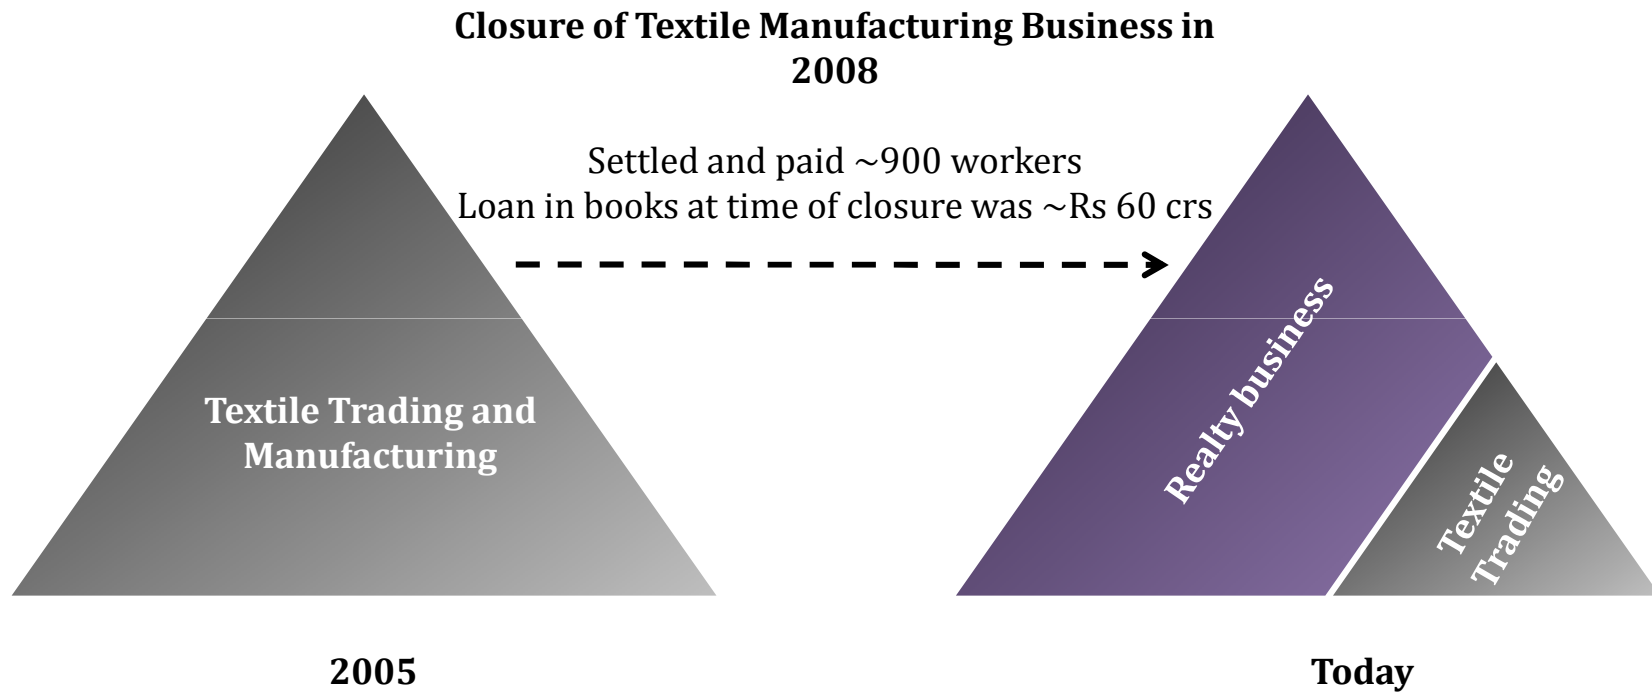 Closure of Textile Manufacturing Business in
2008
Settled and paid ~900 workers
Loan in books at time of closure was ~Rs 60 crs
Textile Trading and
Manufacturing
Realty business
Textile
Trading
2005
Today